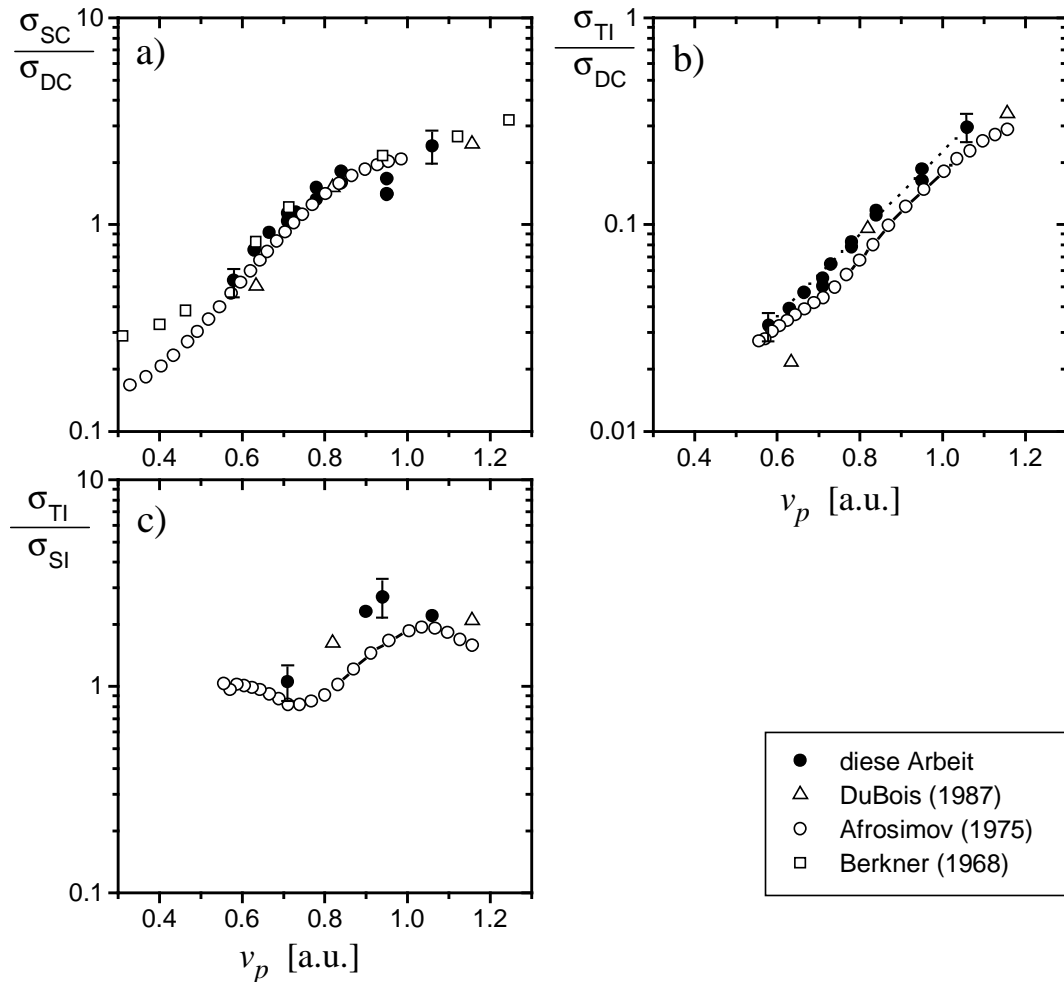 σSC
σDC
a)
10
1
0.1
0.4 0.6 0.8 1.0 1.2
σTI
σDC
b)
1
0.1
0.01
0.4 0.6 0.8 1.0 1.2
vp [a.u.]
σTI
σSI
c)
10
1
0.1
0.4 0.6 0.8 1.0 1.2
vp [a.u.]
diese Arbeit
DuBois (1987)
Afrosimov (1975)
Berkner (1968)